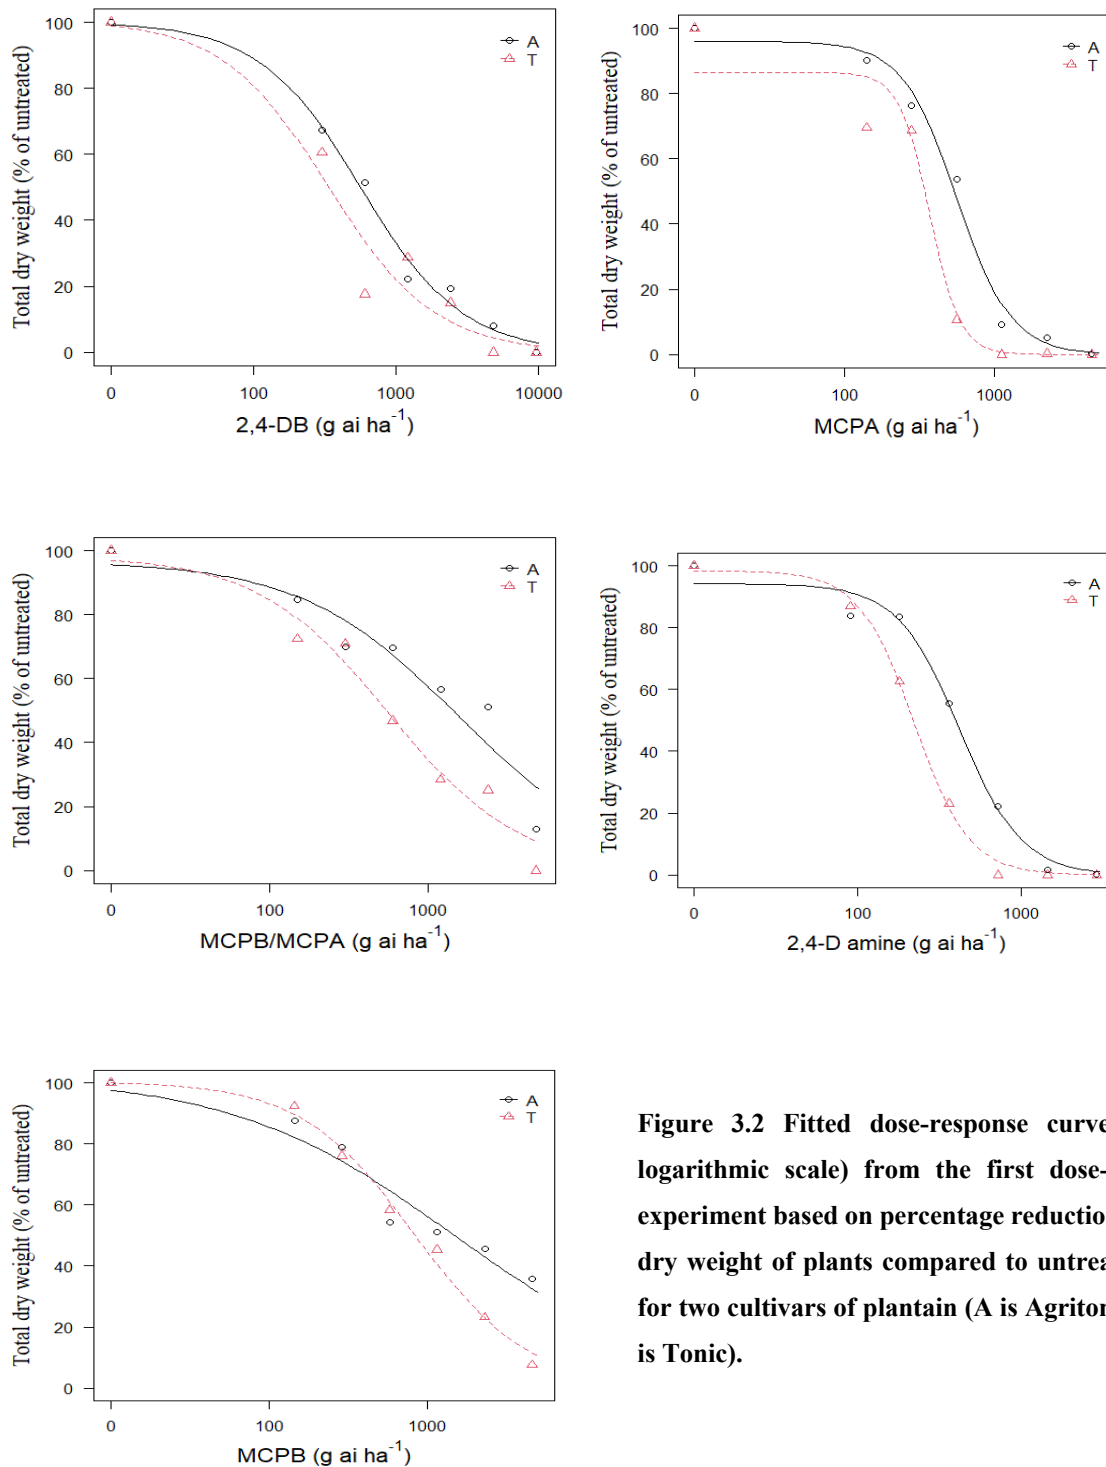 100
80
60
40
20
0
Total dry weight (% of untreated)
A
T
0 100 1000 10000
2,4-DB (g ai ha⁻¹)
100
80
60
40
20
0
Total dry weight (% of untreated)
A
T
0 100 1000
MCPA (g ai ha⁻¹)
100
80
60
40
20
0
Total dry weight (% of untreated)
A
T
0 100 1000
MCPB/MCPA (g ai ha⁻¹)
100
80
60
40
20
0
Total dry weight (% of untreated)
A
T
0 100 1000
2,4-D amine (g ai ha⁻¹)
100
80
60
40
20
0
Total dry weight (% of untreated)
A
T
0 100 1000
MCPB (g ai ha⁻¹)
Figure 3.2 Fitted dose-response curve
logarithmic scale) from the first dose-
experiment based on percentage reductio
dry weight of plants compared to untrea
for two cultivars of plantain (A is Agriton
is Tonic).